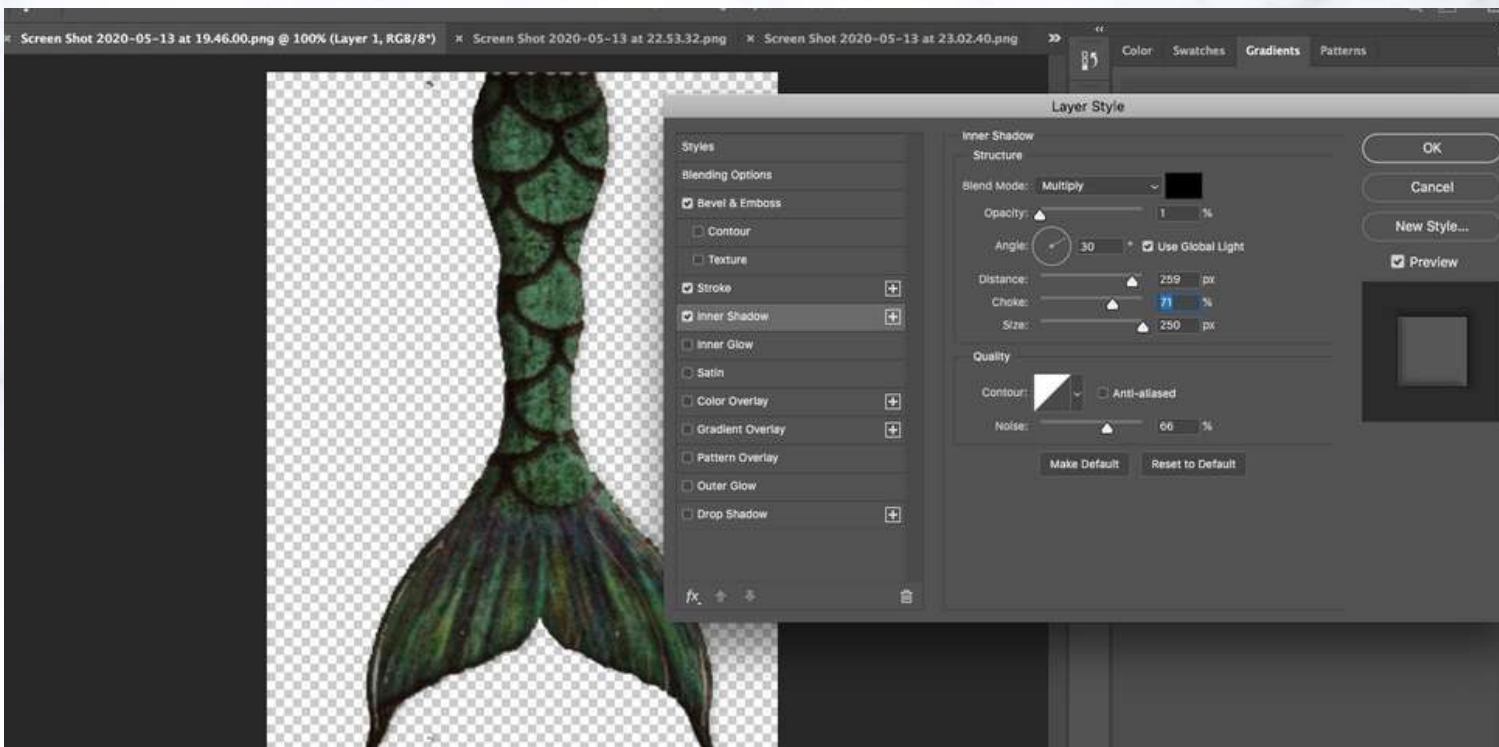 × Screen Shot 2020-05-13 at 19.46.00.png @ 100% (Layer 1, RGB/8*) × Screen Shot 2020-05-13 at 22.53.32.png × Screen Shot 2020-05-13 at 23.02.40.png
Color Swatches Gradients Patterns
Layer Style
Styles
Blending Options
Bevel & Emboss
Contour
Texture
Stroke
Inner Shadow
Inner Glow
Satin
Color Overlay
Gradient Overlay
Pattern Overlay
Outer Glow
Drop Shadow
fx
Inner Shadow
Structure
Blend Mode: Multiply
Opacity: 1 %
Angle: 30 ° Use Global Light
Distance: 259 px
Choke: 71 %
Size: 250 px
Quality
Contour: Anti-aliased
Noise: 66 %
Make Default Reset to Default
OK
Cancel
New Style...
Preview